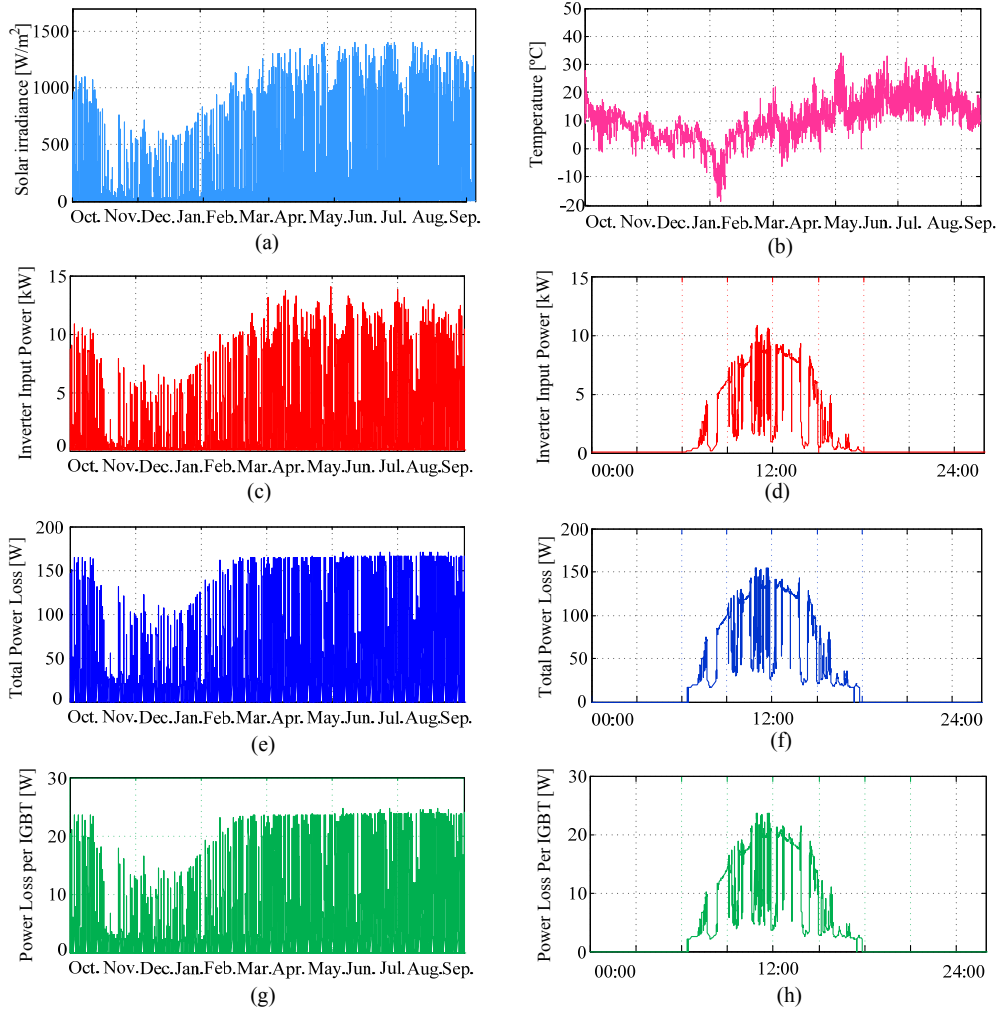 Solar irradiance [W/m²]
1500
1000
500
0
Oct. Nov. Dec. Jan. Feb. Mar. Apr. May. Jun. Jul. Aug. Sep.
(a)
Temperature [ºC]
50
40
30
20
10
0
-10
-20
Oct. Nov. Dec. Jan. Feb. Mar. Apr. May. Jun. Jul. Aug. Sep.
(b)
Inverter Input Power [kW]
15
10
5
0
Oct. Nov. Dec. Jan. Feb. Mar. Apr. May. Jun. Jul. Aug. Sep.
(c)
Inverter Input Power [kW]
15
10
5
0
00:00 12:00 24:00
(d)
Total Power Loss [W]
200
150
100
50
0
Oct. Nov. Dec. Jan. Feb. Mar. Apr. May. Jun. Jul. Aug. Sep.
(e)
Total Power Loss [W]
200
150
100
50
0
00:00 12:00 24:00
(f)
Power Loss per IGBT [W]
30
20
10
0
Oct. Nov. Dec. Jan. Feb. Mar. Apr. May. Jun. Jul. Aug. Sep.
(g)
Power Loss Per IGBT [W]
30
20
10
0
00:00 12:00 24:00
(h)